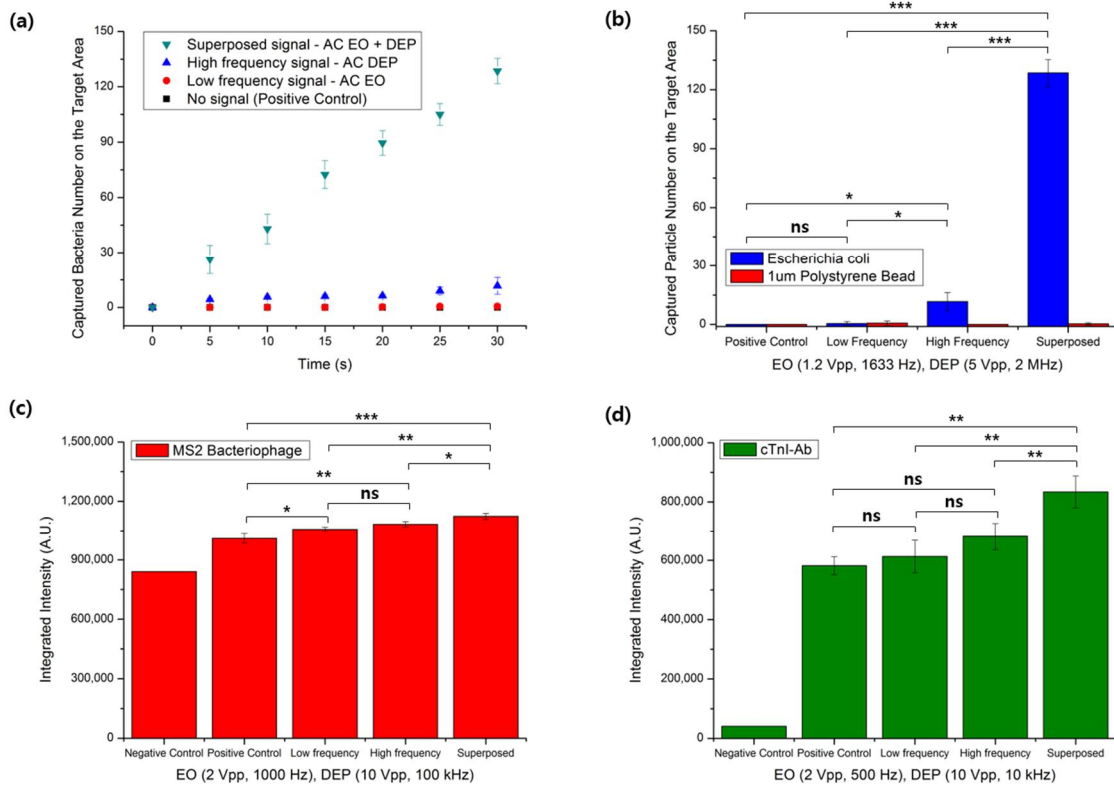 (a)
Captured Bacteria Number on the Target Area
150
120
90
60
30
0
Superposed signal - AC EO + DEP
High frequency signal - AC DEP
Low frequency signal - AC EO
No signal (Positive Control)
0 5 10 15 20 25 30
Time (s)
(b)
Captured Particle Number on the Target Area
150
120
90
60
30
0
***
***
***
*
*
ns
Escherichia coli
1um Polystyrene Bead
Positive Control Low Frequency High Frequency Superposed
EO (1.2 Vpp, 1633 Hz), DEP (5 Vpp, 2 MHz)
(c)
Integrated Intensity (A.U.)
1,500,000
1,200,000
900,000
600,000
300,000
0
MS2 Bacteriophage
***
**
**
*
*
ns
Negative Control Positive Control Low frequency High frequency Superposed
EO (2 Vpp, 1000 Hz), DEP (10 Vpp, 100 kHz)
(d)
Integrated Intensity (A.U.)
1,000,000
800,000
600,000
400,000
200,000
0
cTnI-Ab
**
**
**
ns
ns
ns
Negative Control Positive Control Low frequency High frequency Superposed
EO (2 Vpp, 500 Hz), DEP (10 Vpp, 10 kHz)